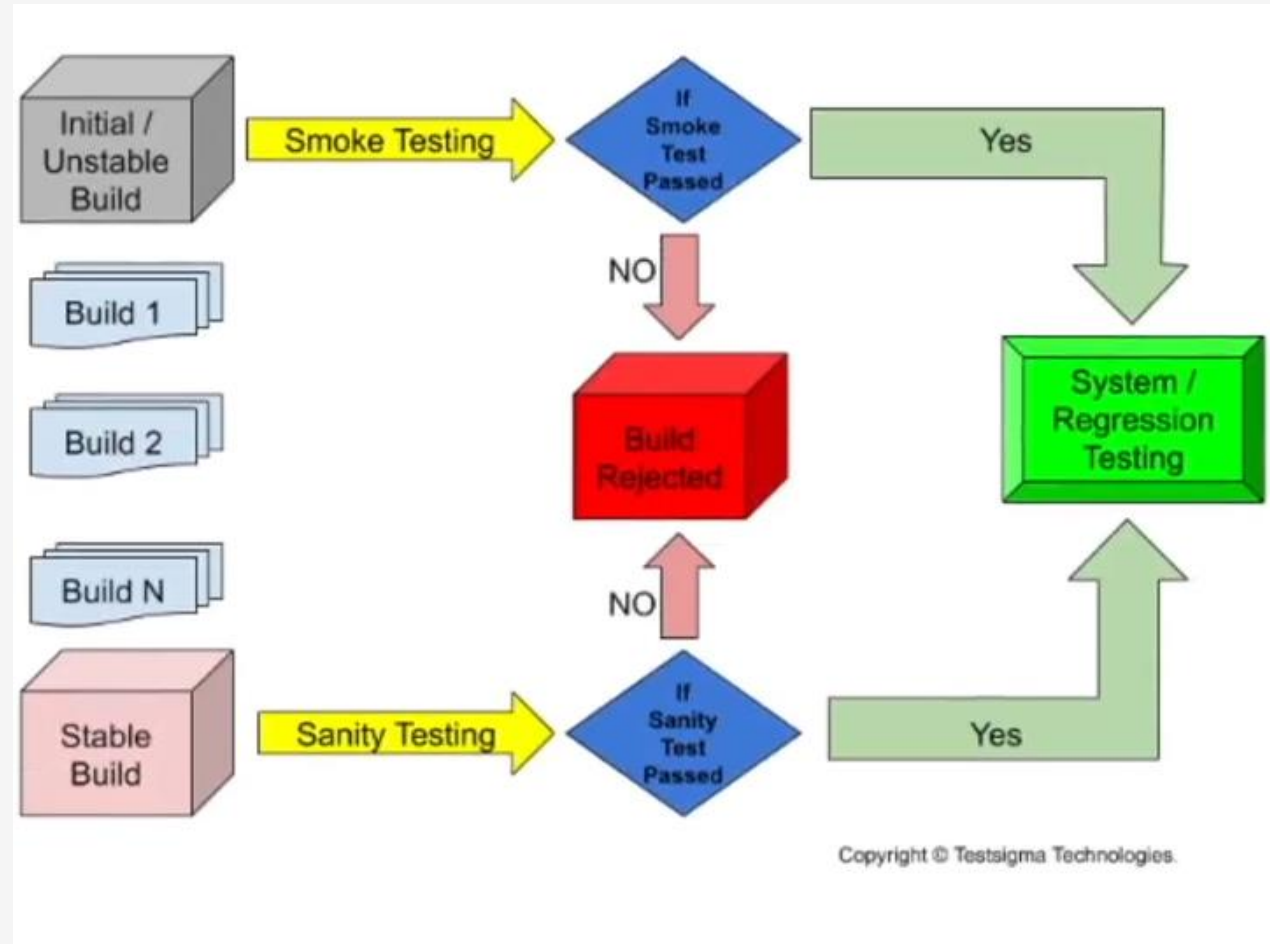 Initial /
Unstable
Build
Smoke Testing
If
Smoke
Test
Passed
Yes
NO
Build 1
Build 2
Build N
Build
Rejected
System /
Regression
Testing
NO
Stable
Build
Sanity Testing
If
Sanity
Test
Passed
Yes
Copyright © Testsigma Technologies.